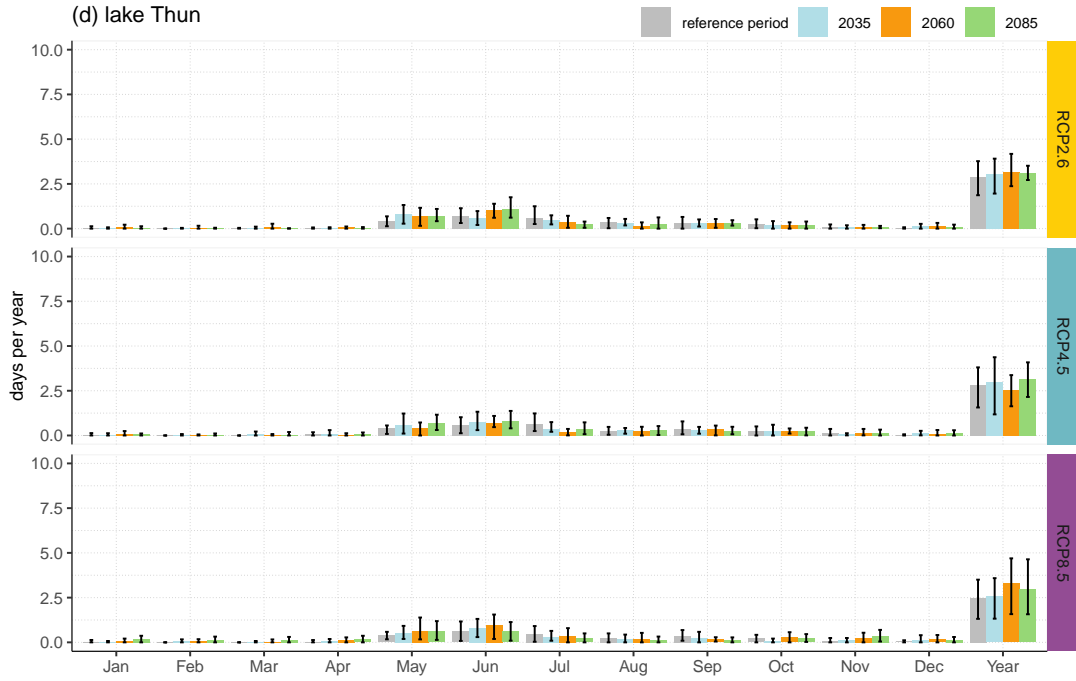 (d) lake Thun
reference period 2035 2060 2085
days per year
10.0
7.5
5.0
2.5
0.0
RCP2.6
10.0
7.5
5.0
2.5
0.0
RCP4.5
10.0
7.5
5.0
2.5
0.0
RCP8.5
Jan Feb Mar Apr May Jun Jul Aug Sep Oct Nov Dec Year